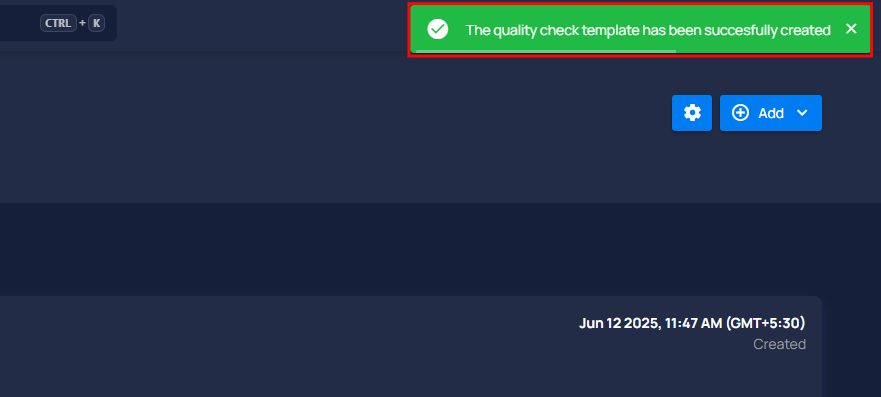 CTRL + K
The quality check template has been succesfully created
Add
Jun 12 2025, 11:47 AM (GMT+5:30)
Created